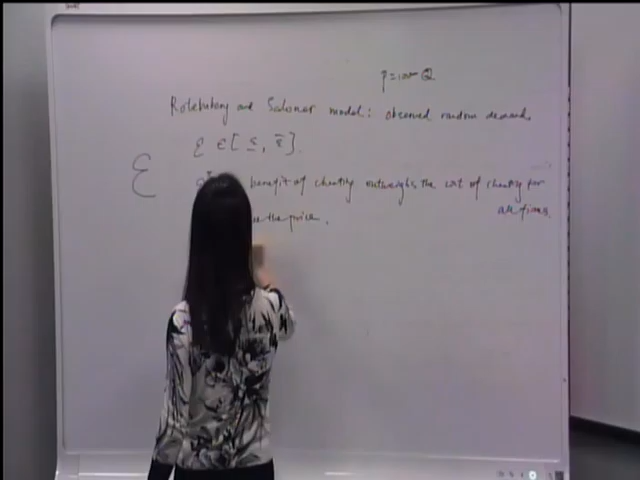 p = 100 - Q
Rotemberg and Saloner model: observed random demand
ε ∈ [ε, ε̄].
ε
benefit of cheating outweighs the cost of cheating for
all firms
the price.